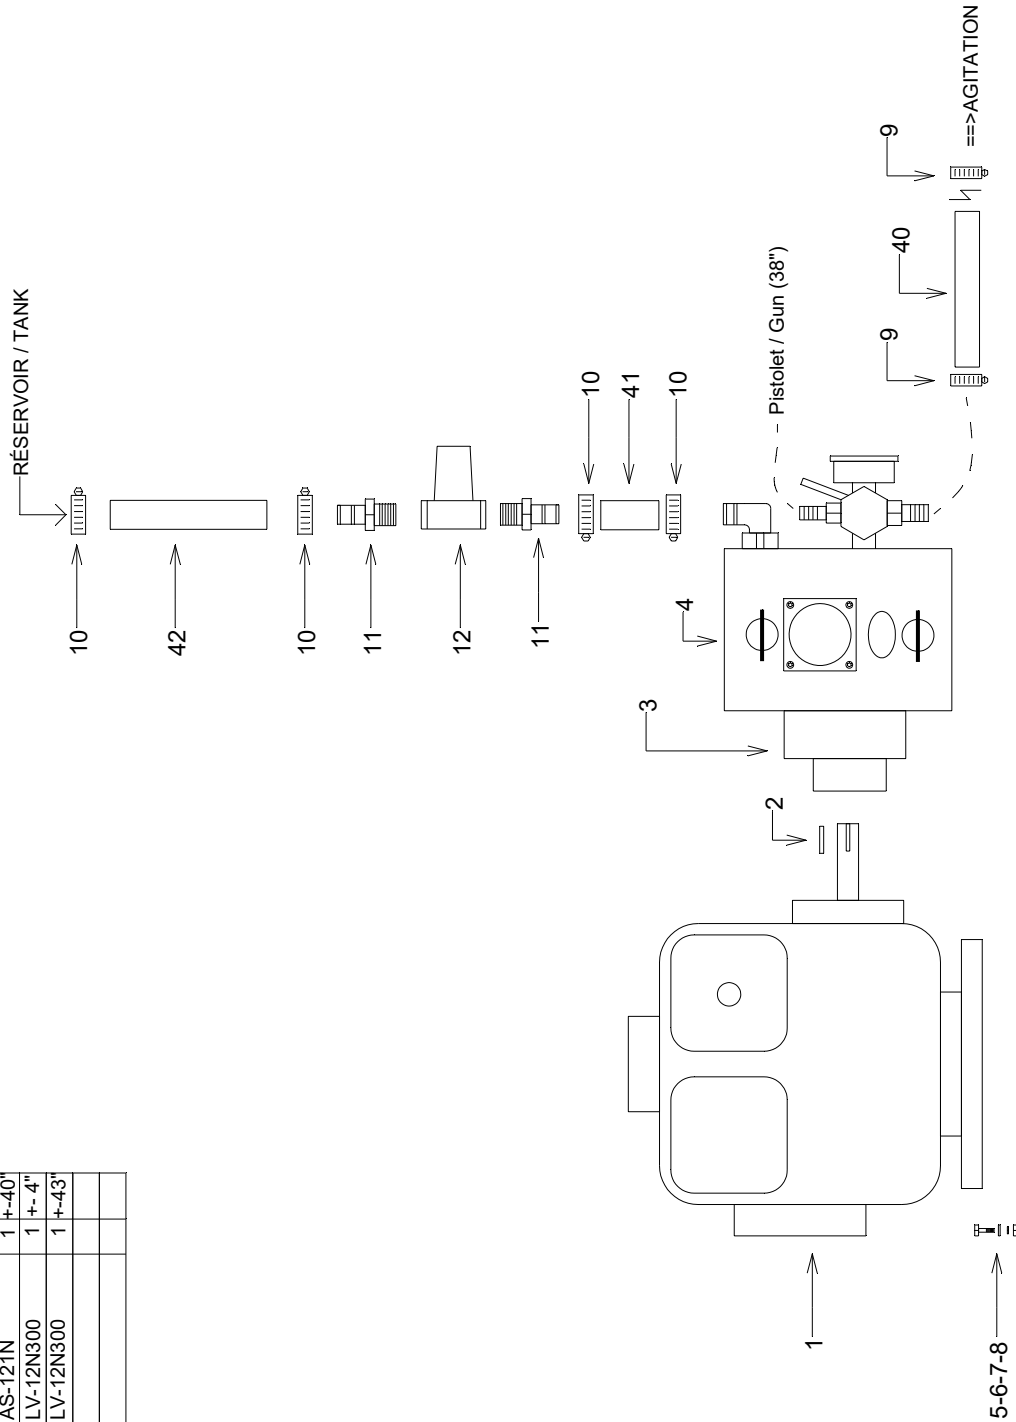 ==>AGITATION
RÉSERVOIR / TANK
9
40
Pistolet / Gun (38")
9
10
41
10
10
42
10
11
12
11
4
3
2
1
5-6-7-8
AS-121N 1 +-40"
LV-12N300 1 +- 4"
LV-12N300 1 +-43"